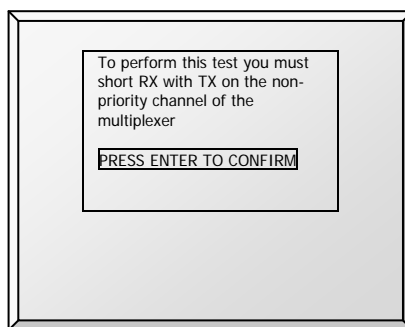 To perform this test you must
short RX with TX on the non-
priority channel of the
multiplexer
PRESS ENTER TO CONFIRM